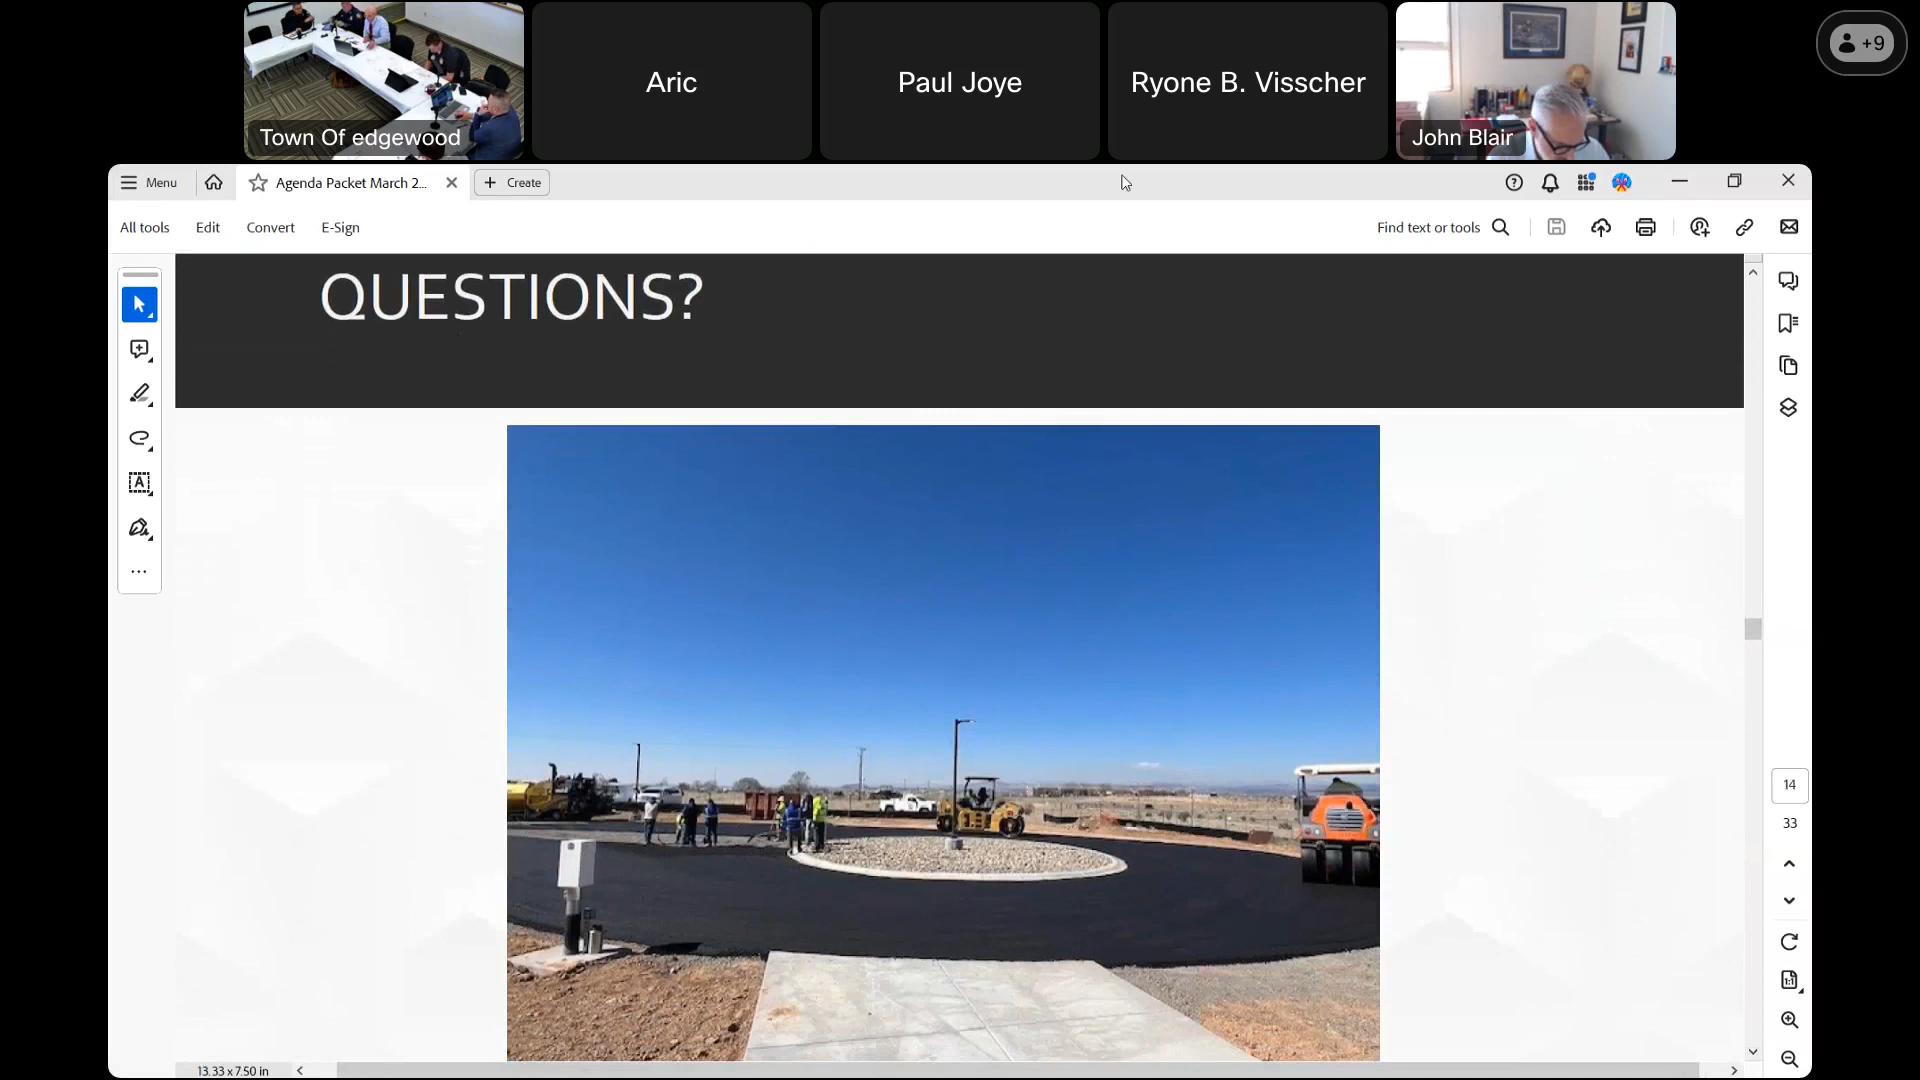 Aric
Paul Joye
Ryone B. Visscher
+9
Town Of edgewood
John Blair
Menu
Agenda Packet March 2...
Create
All tools
Edit
Convert
E-Sign
Find text or tools
QUESTIONS?
14
33
13.33 x 7.50 in